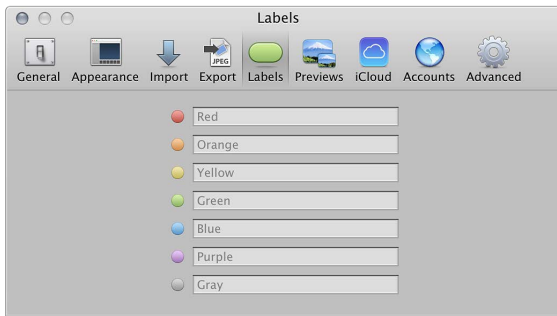 Labels
JPEG
General Appearance Import Export Labels Previews iCloud Accounts Advanced
Red
Orange
Yellow
Green
Blue
Purple
Gray